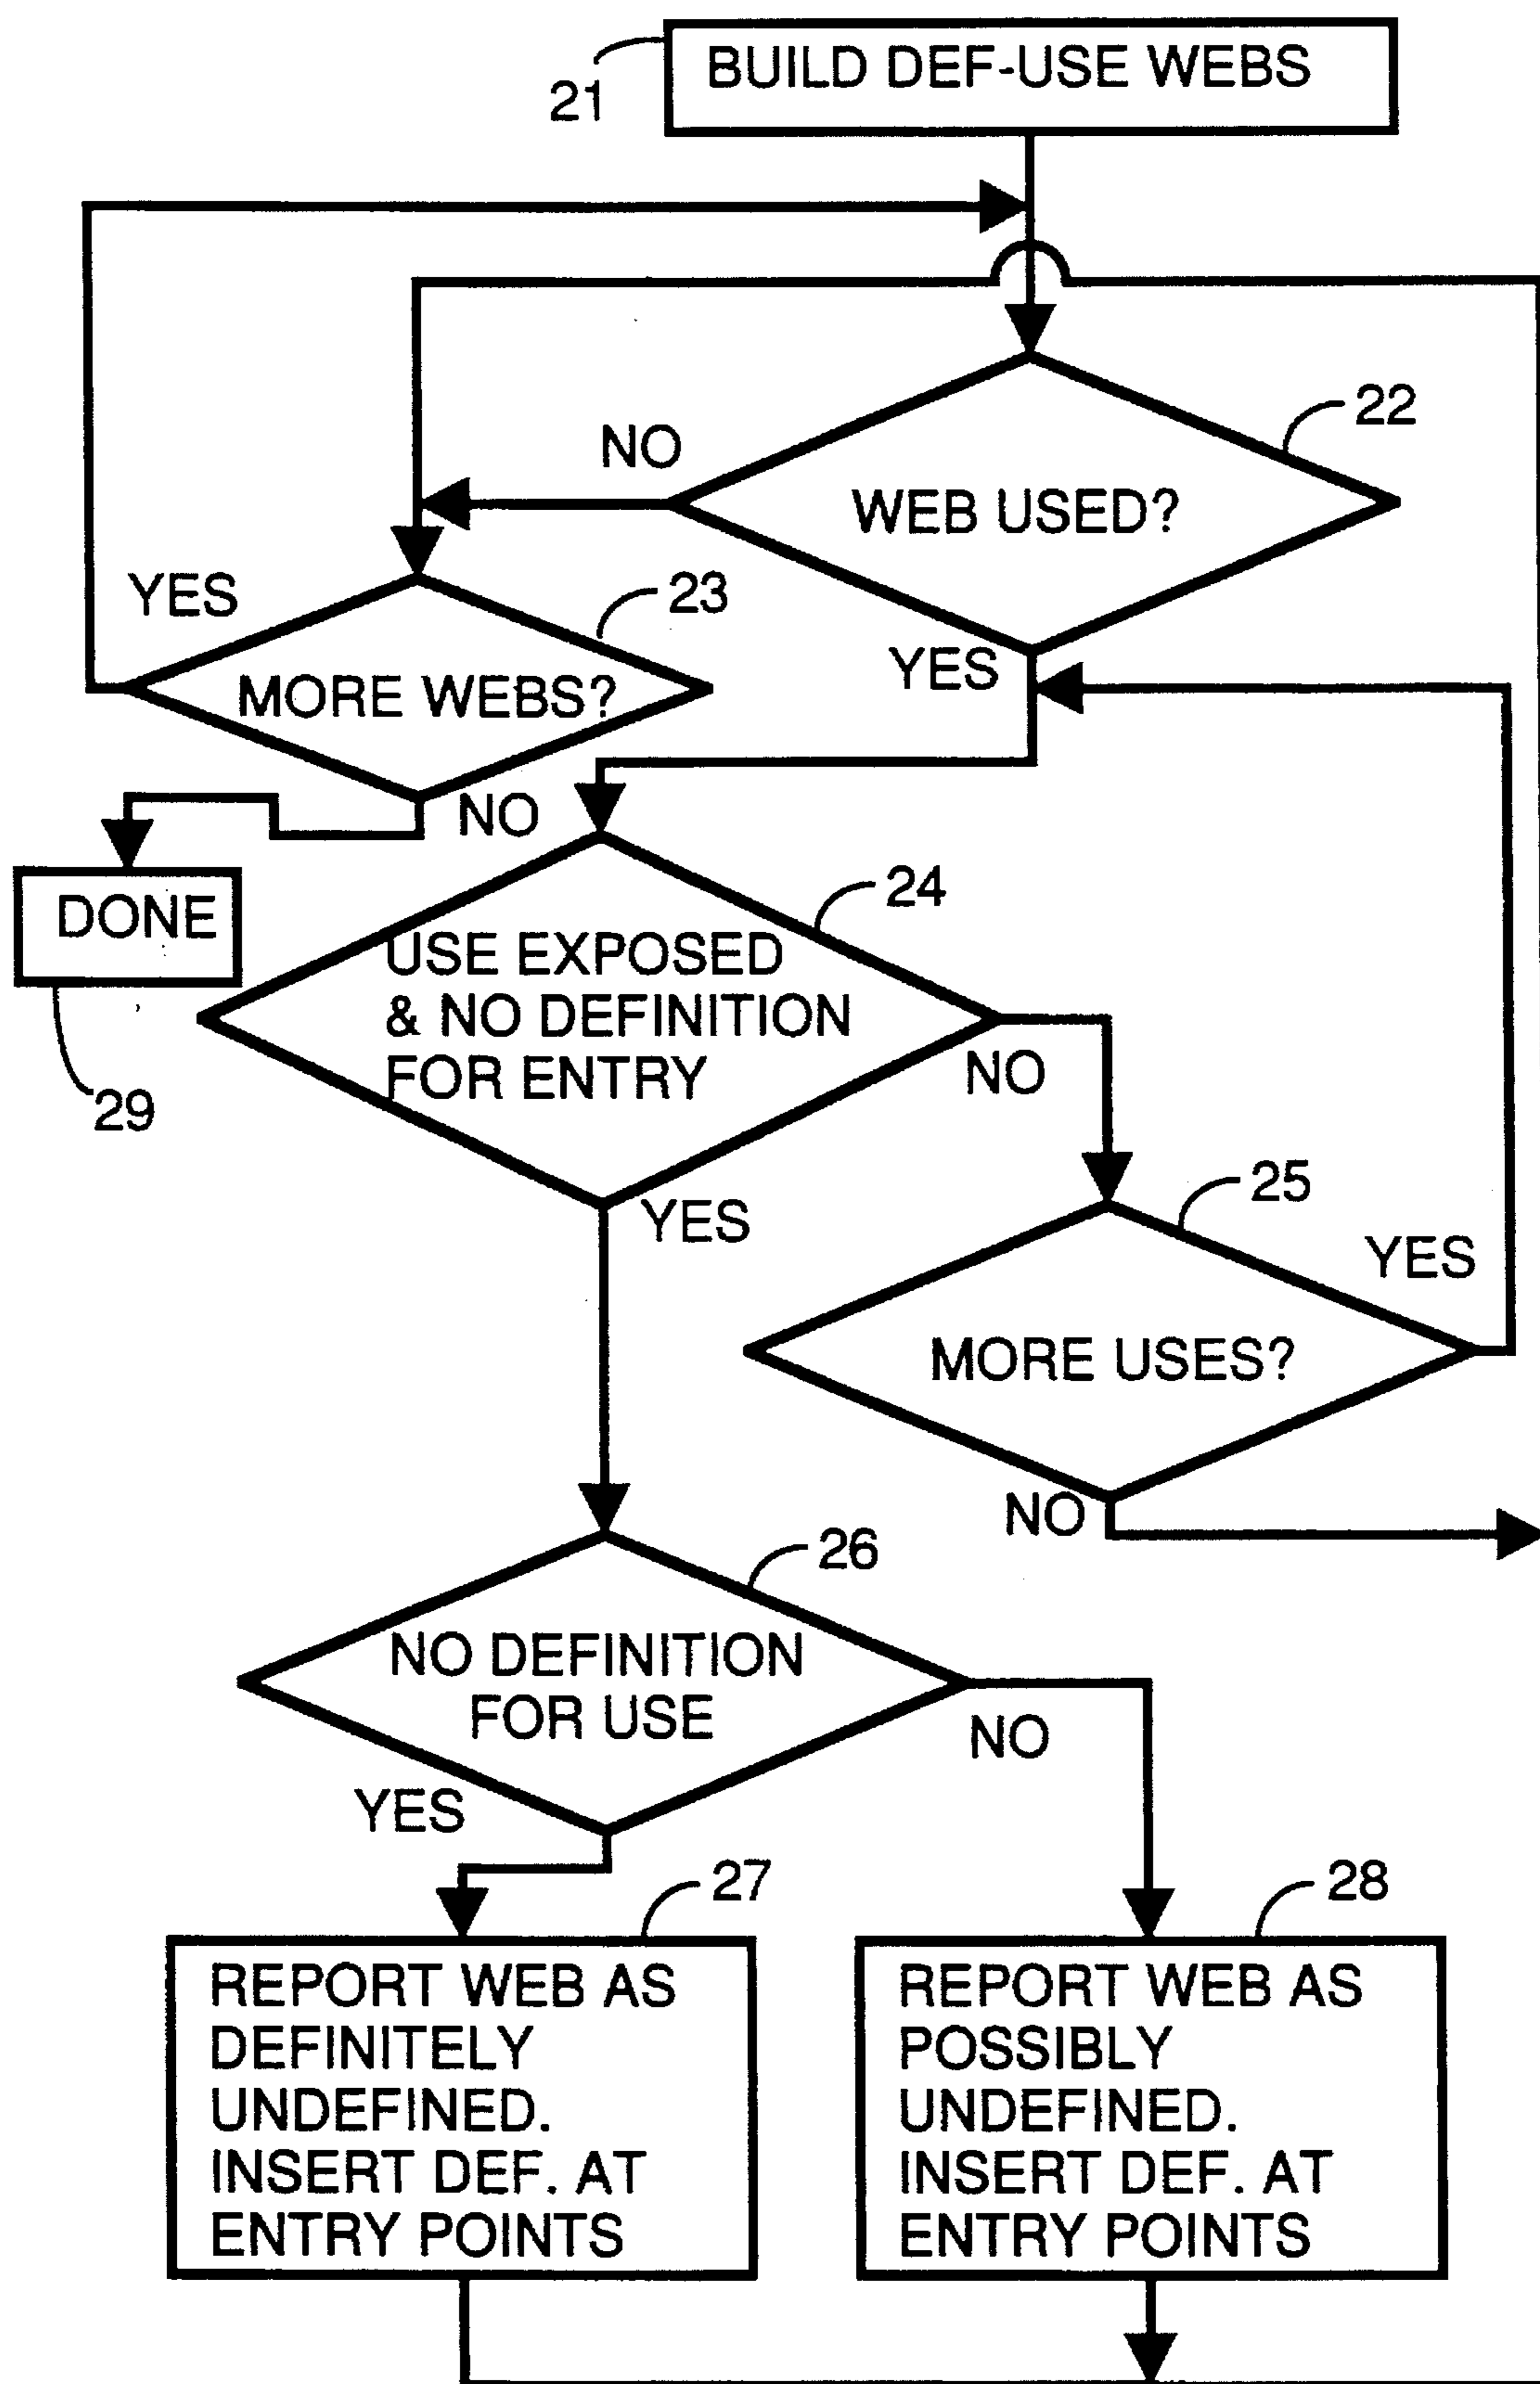 BUILD DEF-USE WEBS
21
22
NO
WEB USED?
YES
23
MORE WEBS?
YES
NO
DONE
24
USE EXPOSED
& NO DEFINITION
FOR ENTRY
NO
29
25
YES
YES
MORE USES?
NO
26
NO DEFINITION
FOR USE
NO
YES
27
28
REPORT WEB AS
DEFINITELY
UNDEFINED.
INSERT DEF. AT
ENTRY POINTS
REPORT WEB AS
POSSIBLY
UNDEFINED.
INSERT DEF. AT
ENTRY POINTS